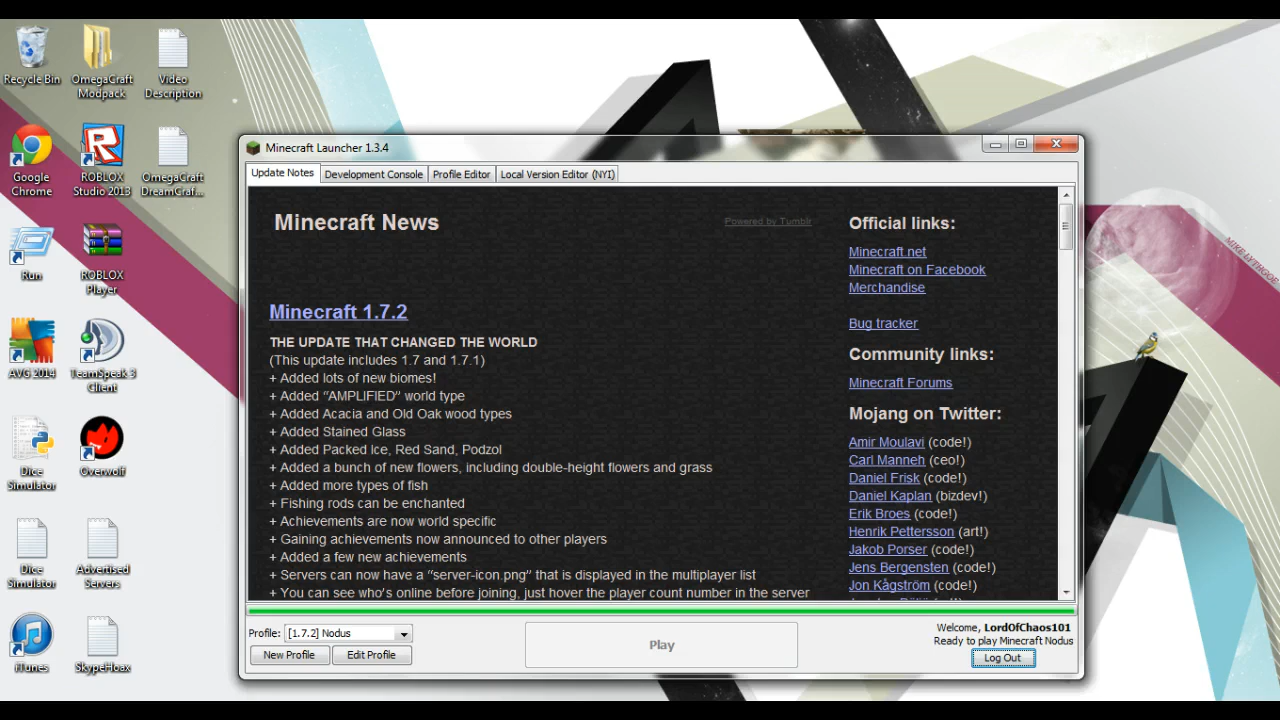 Recycle Bin
OmegaCraft
Modpack
Video
Description
Google
Chrome
ROBLOX
Studio 2013
OmegaCraft
DreamCraf...
Run
ROBLOX
Player
AVG 2014
TeamSpeak 3
Client
Dice
Simulator
Overwolf
Dice
Simulator
Advertised
Servers
iTunes
SkypeHoax
Minecraft Launcher 1.3.4
Update Notes
Development Console
Profile Editor
Local Version Editor (NYI)
Minecraft News
Powered by Tumblr
Minecraft 1.7.2
THE UPDATE THAT CHANGED THE WORLD
(This update includes 1.7 and 1.7.1)
+ Added lots of new biomes!
+ Added “AMPLIFIED” world type
+ Added Acacia and Old Oak wood types
+ Added Stained Glass
+ Added Packed Ice, Red Sand, Podzol
+ Added a bunch of new flowers, including double-height flowers and grass
+ Added more types of fish
+ Fishing rods can be enchanted
+ Achievements are now world specific
+ Gaining achievements now announced to other players
+ Added a few new achievements
+ Servers can now have a “server-icon.png” that is displayed in the multiplayer list
+ You can see who’s online before joining, just hover the player count number in the server
Official links:
Minecraft.net
Minecraft on Facebook
Merchandise
Bug tracker
Community links:
Minecraft Forums
Mojang on Twitter:
Amir Moulavi (code!)
Carl Manneh (ceo!)
Daniel Frisk (code!)
Daniel Kaplan (bizdev!)
Erik Broes (code!)
Henrik Pettersson (art!)
Jakob Porser (code!)
Jens Bergensten (code!)
Jon Kågström (code!)
Profile:
[1.7.2] Nodus
New Profile
Edit Profile
Play
Welcome, LordOfChaos101
Ready to play Minecraft Nodus
Log Out